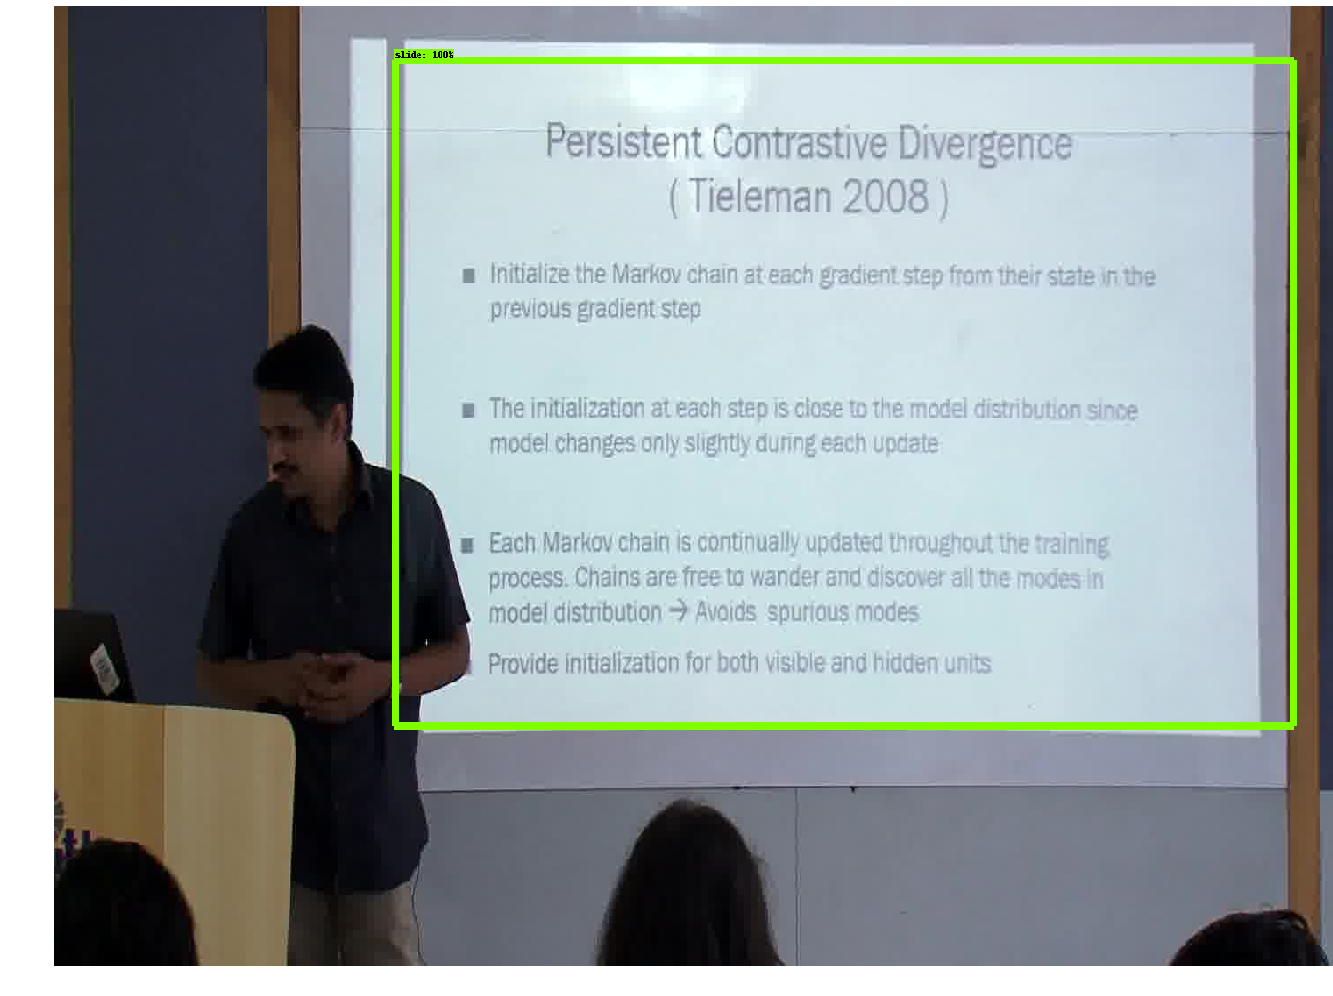 slide: 100%
Persistent Contrastive Divergence
( Tieleman 2008 )
■ Initialize the Markov chain at each gradient step from their state in the
previous gradient step
■ The initialization at each step is close to the model distribution since
model changes only slightly during each update
■ Each Markov chain is continually updated throughout the training
process. Chains are free to wander and discover all the modes in
model distribution → Avoids  spurious modes
Provide initialization for both visible and hidden units